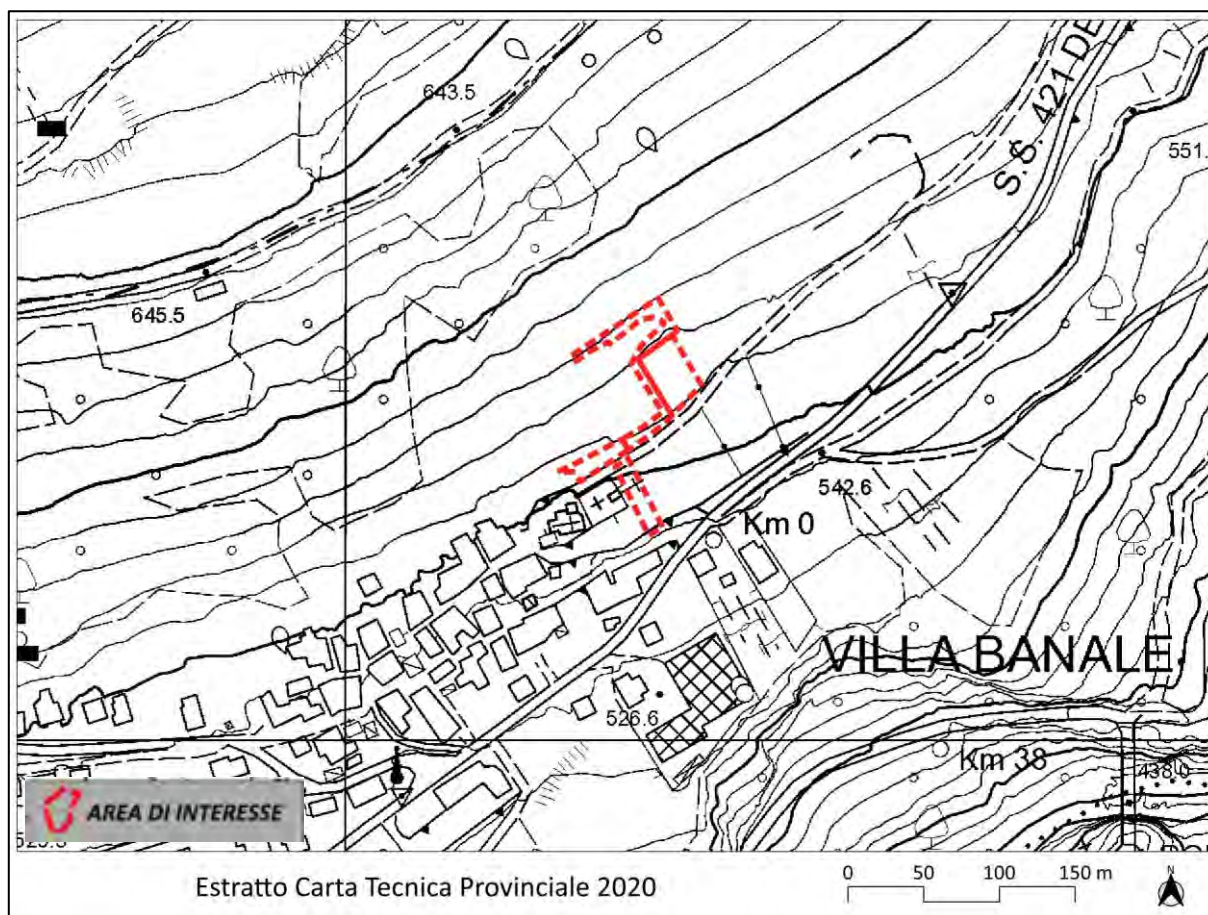 643.5
S.S. 421 DE
551.
645.5
542.6
Km 0
VILLA BANALE
526.6
Km 38
438.0
AREA DI INTERESSE
Estratto Carta Tecnica Provinciale 2020
0 50 100 150 m
N